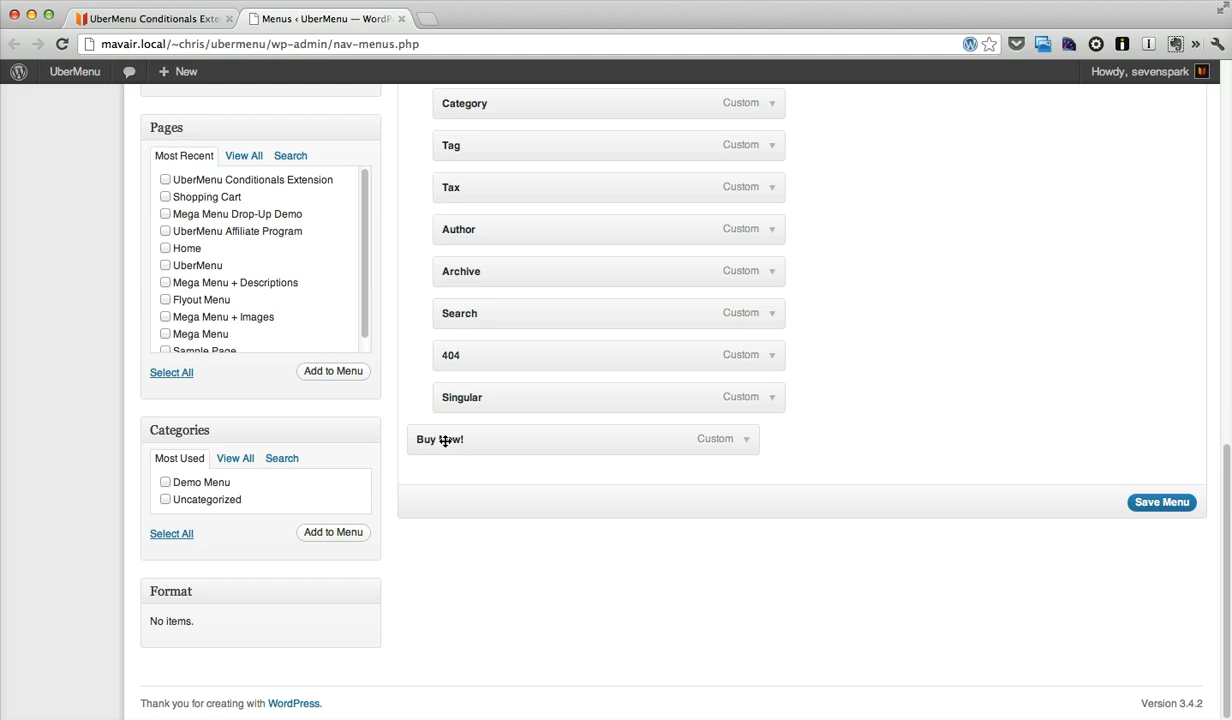 UberMenu Conditionals Exte
Menus ‹ UberMenu — WordP
mavair.local/~chris/ubermenu/wp-admin/nav-menus.php
UberMenu
New
Howdy, sevenspark
Pages
Most Recent View All Search
UberMenu Conditionals Extension
Shopping Cart
Mega Menu Drop-Up Demo
UberMenu Affiliate Program
Home
UberMenu
Mega Menu + Descriptions
Flyout Menu
Mega Menu + Images
Mega Menu
Sample Page
Select All Add to Menu
Categories
Most Used View All Search
Demo Menu
Uncategorized
Select All Add to Menu
Format
No items.
Category Custom
Tag Custom
Tax Custom
Author Custom
Archive Custom
Search Custom
404 Custom
Singular Custom
Buy Now! Custom
Save Menu
Thank you for creating with WordPress.
Version 3.4.2